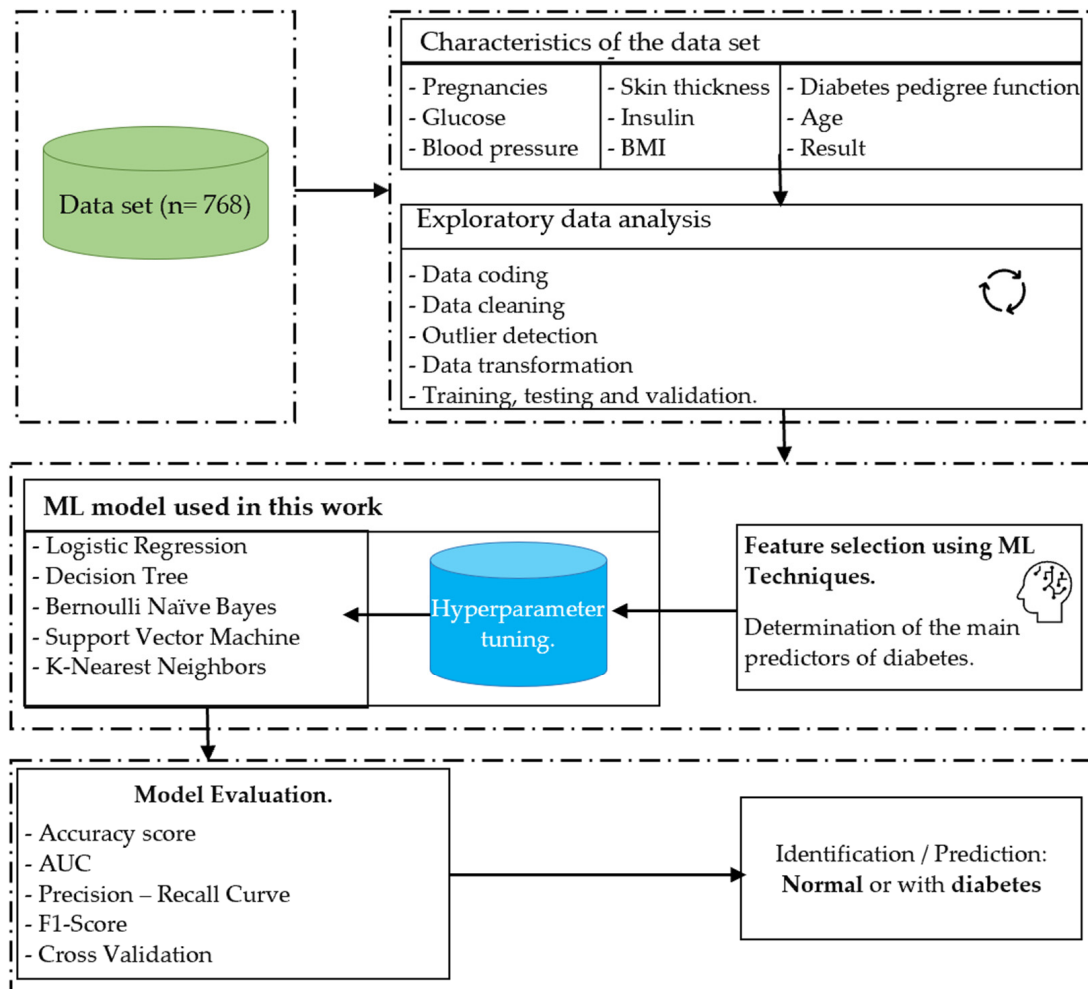 Data set (n= 768)
Characteristics of the data set
- Pregnancies
- Glucose
- Blood pressure
- Skin thickness
- Insulin
- BMI
- Diabetes pedigree function
- Age
- Result
Exploratory data analysis
- Data coding
- Data cleaning
- Outlier detection
- Data transformation
- Training, testing and validation.
ML model used in this work
- Logistic Regression
- Decision Tree
- Bernoulli Naïve Bayes
- Support Vector Machine
- K-Nearest Neighbors
Hyperparameter
tuning.
Feature selection using ML
Techniques.
Determination of the main
predictors of diabetes.
Model Evaluation.
- Accuracy score
- AUC
- Precision – Recall Curve
- F1-Score
- Cross Validation
Identification / Prediction:
Normal or with diabetes